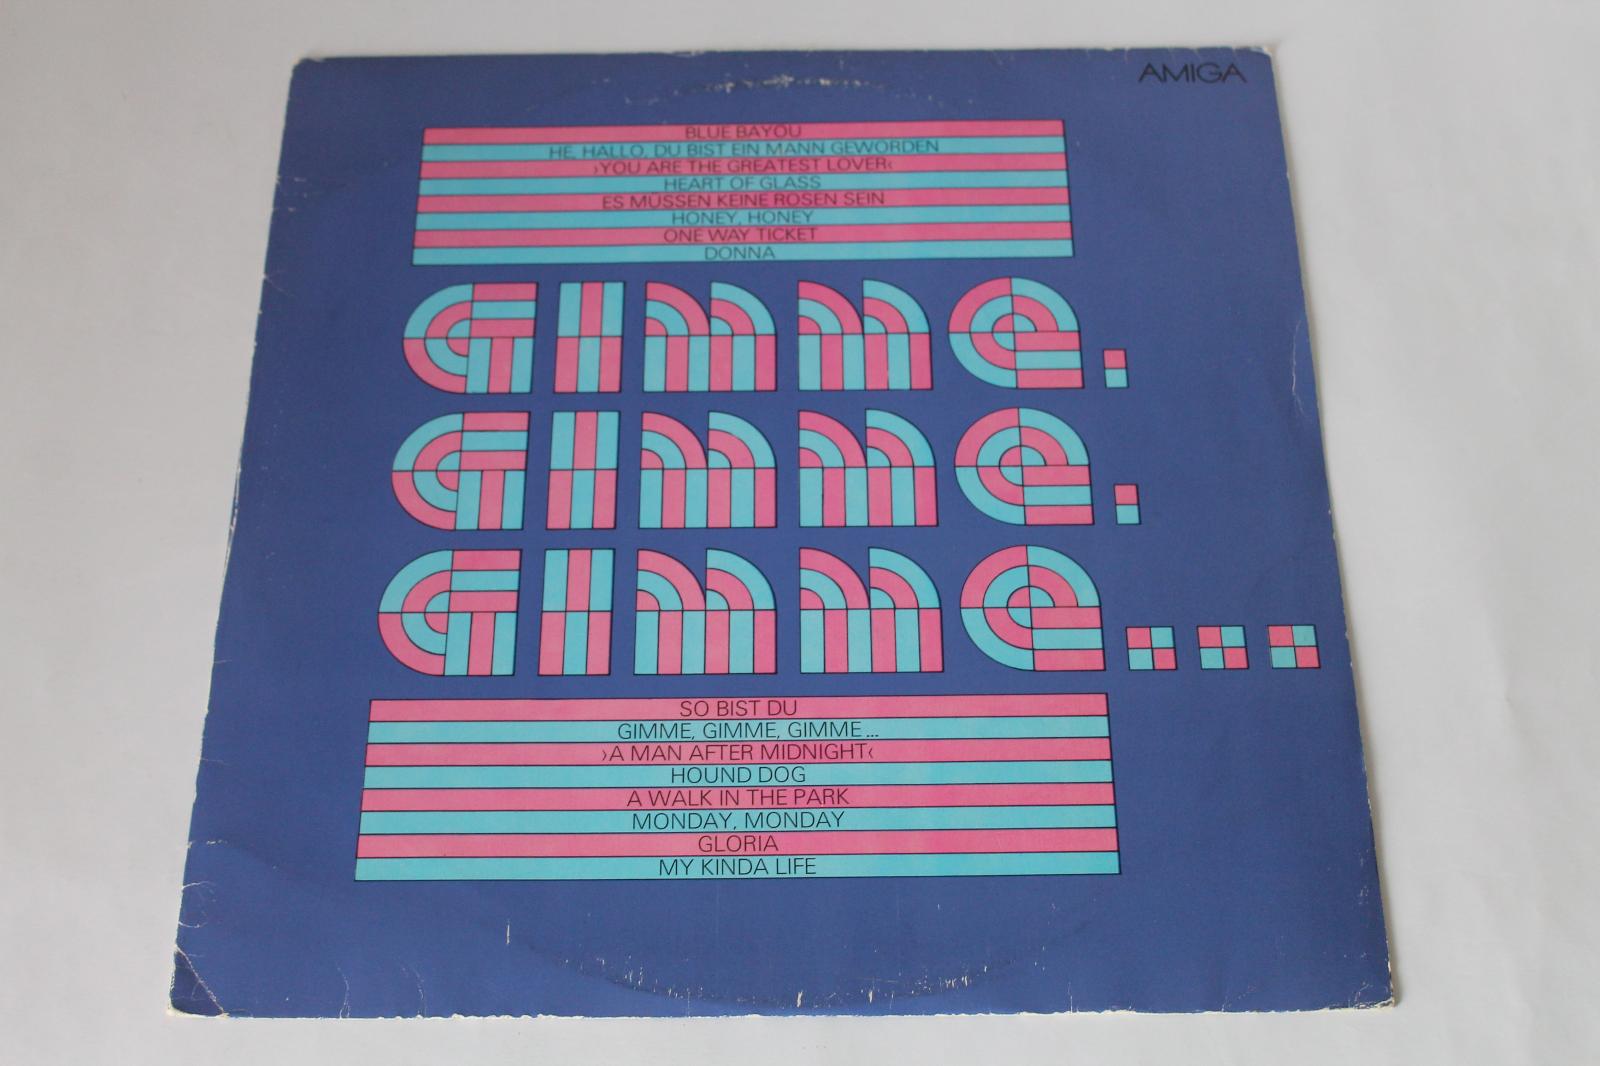 AMIGA
BLUE BAYOU
HE, HALLO, DU BIST EIN MANN GEWORDEN
›YOU ARE THE GREATEST LOVER‹
HEART OF GLASS
ES MÜSSEN KEINE ROSEN SEIN
HONEY, HONEY
ONE WAY TICKET
DONNA
GIMME.
GIMME.
GIMME...
SO BIST DU
GIMME, GIMME, GIMME...
›A MAN AFTER MIDNIGHT‹
HOUND DOG
A WALK IN THE PARK
MONDAY, MONDAY
GLORIA
MY KINDA LIFE